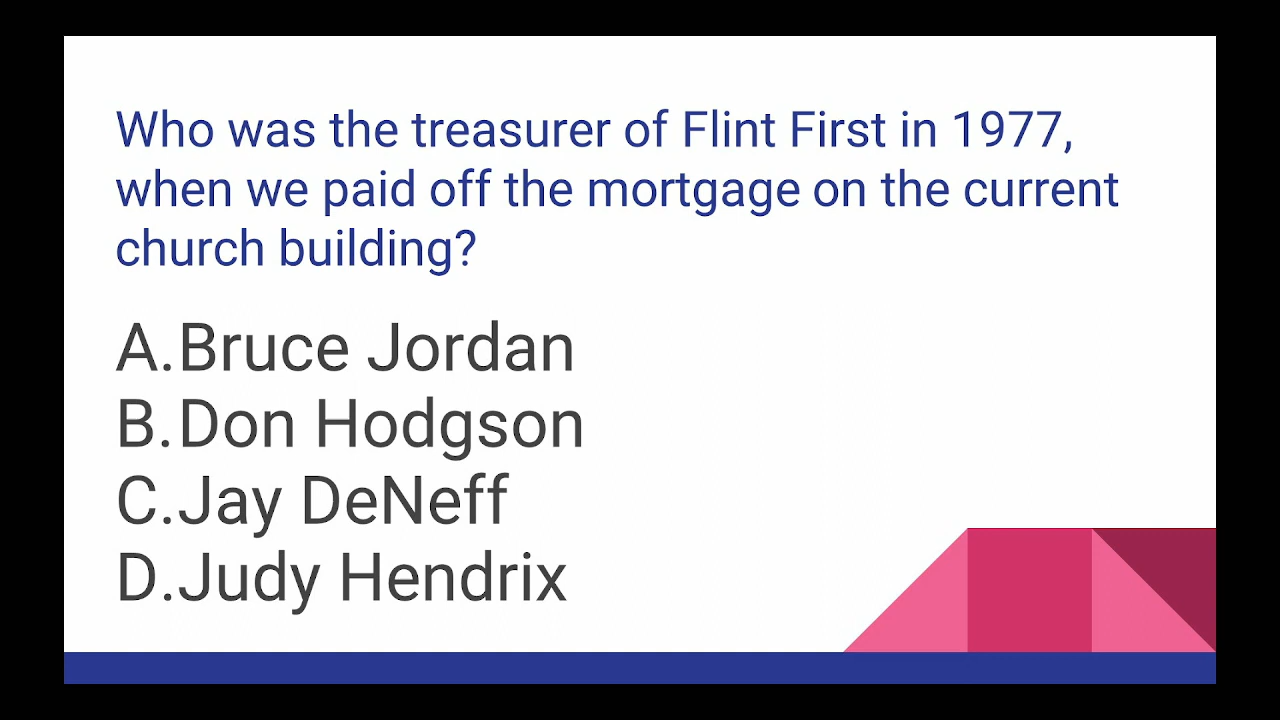 Who was the treasurer of Flint First in 1977,
when we paid off the mortgage on the current
church building?
A.Bruce Jordan
B.Don Hodgson
C.Jay DeNeff
D.Judy Hendrix